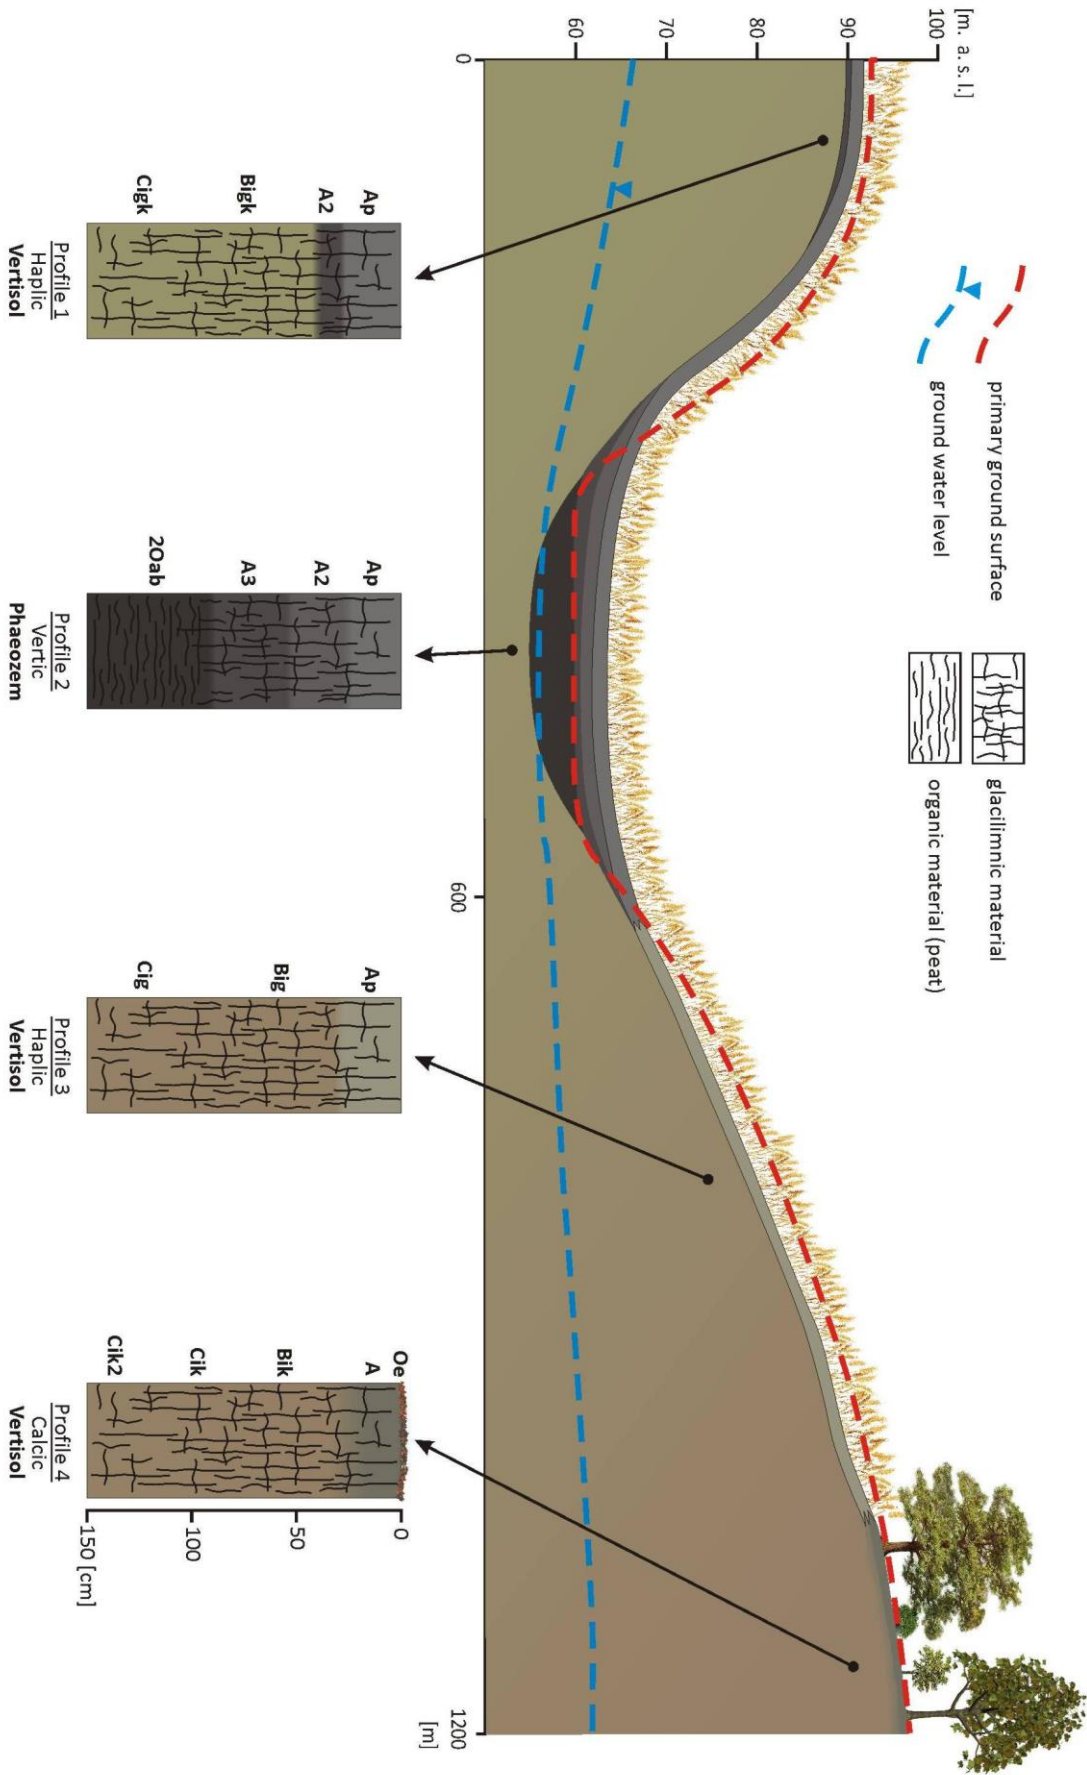 [m. a. s. l.]
100
90
80
70
60
0
600
1200
[m]
primary ground surface
ground water level
glacilimnic material
organic material (peat)
Ap
A2
Bigk
Cigk
Profile 1
Haplic
Vertisol
Ap
A2
A3
2Oab
Profile 2
Vertic
Phaeozem
Ap
Big
Cig
Profile 3
Haplic
Vertisol
Oe
A
Bik
Cik
Cik2
Profile 4
Calcic
Vertisol
0
50
100
150 [cm]